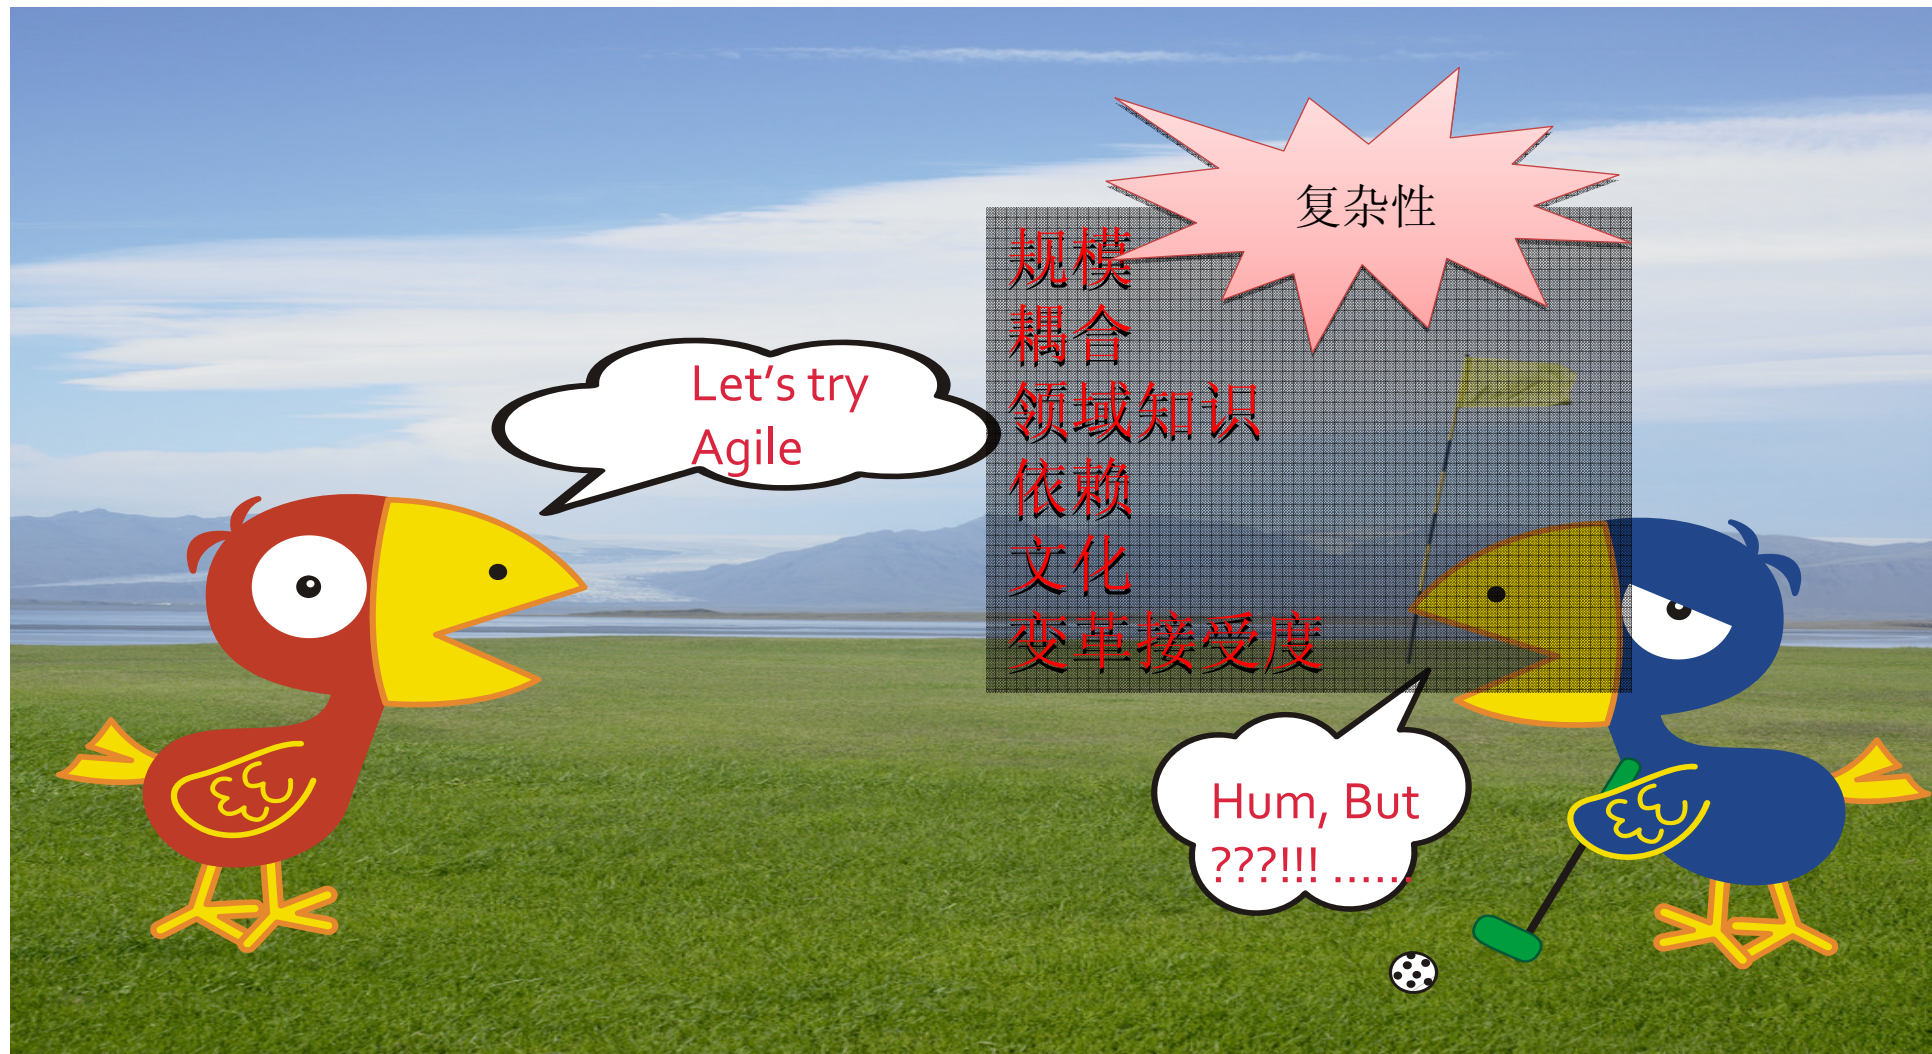 复杂性
规模
耦合
领域知识
依赖
文化
变革接受度
Let's try
Agile
Hum, But
???!!! ......